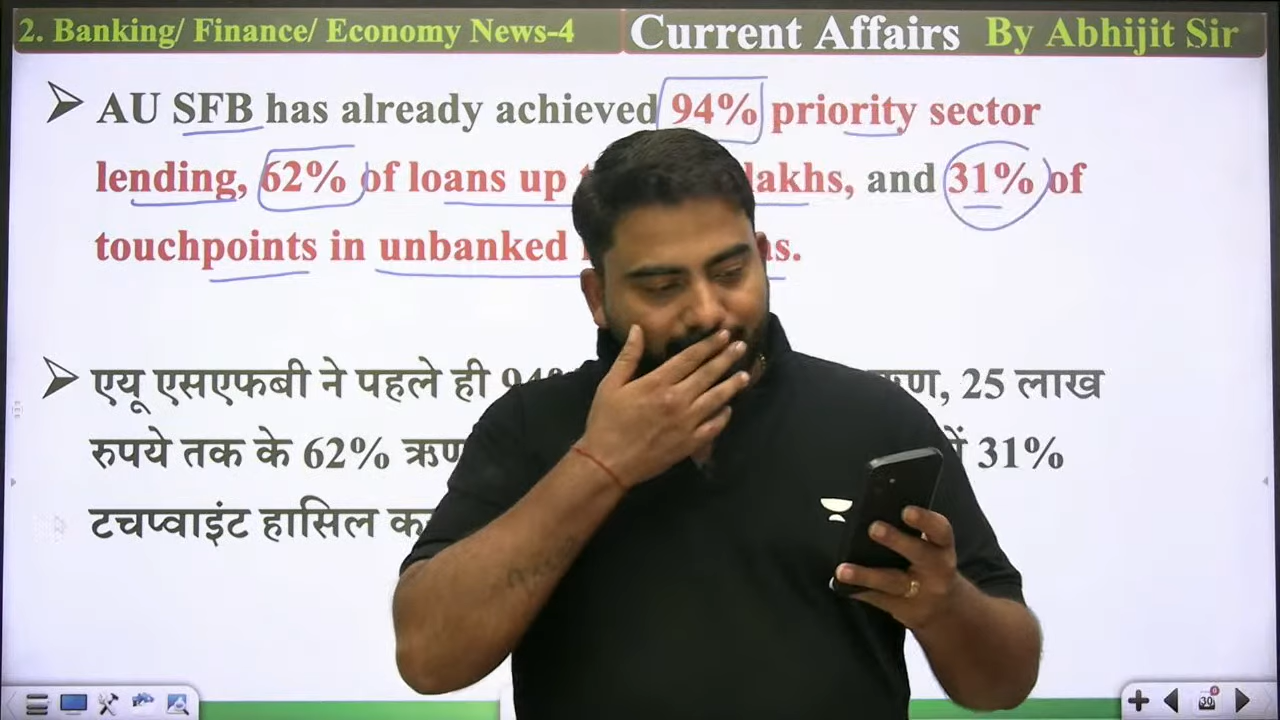 2. Banking/ Finance/ Economy News-4
Current Affairs By Abhijit Sir
AU SFB has already achieved 94% priority sector
lending, 62% of loans up lakhs, and 31% of
touchpoints in unbanked
एयू एसएफबी ने पहले ही ऋण, 25 लाख
रुपये तक के 62% ऋण में 31%
टचप्वाइंट हासिल
30